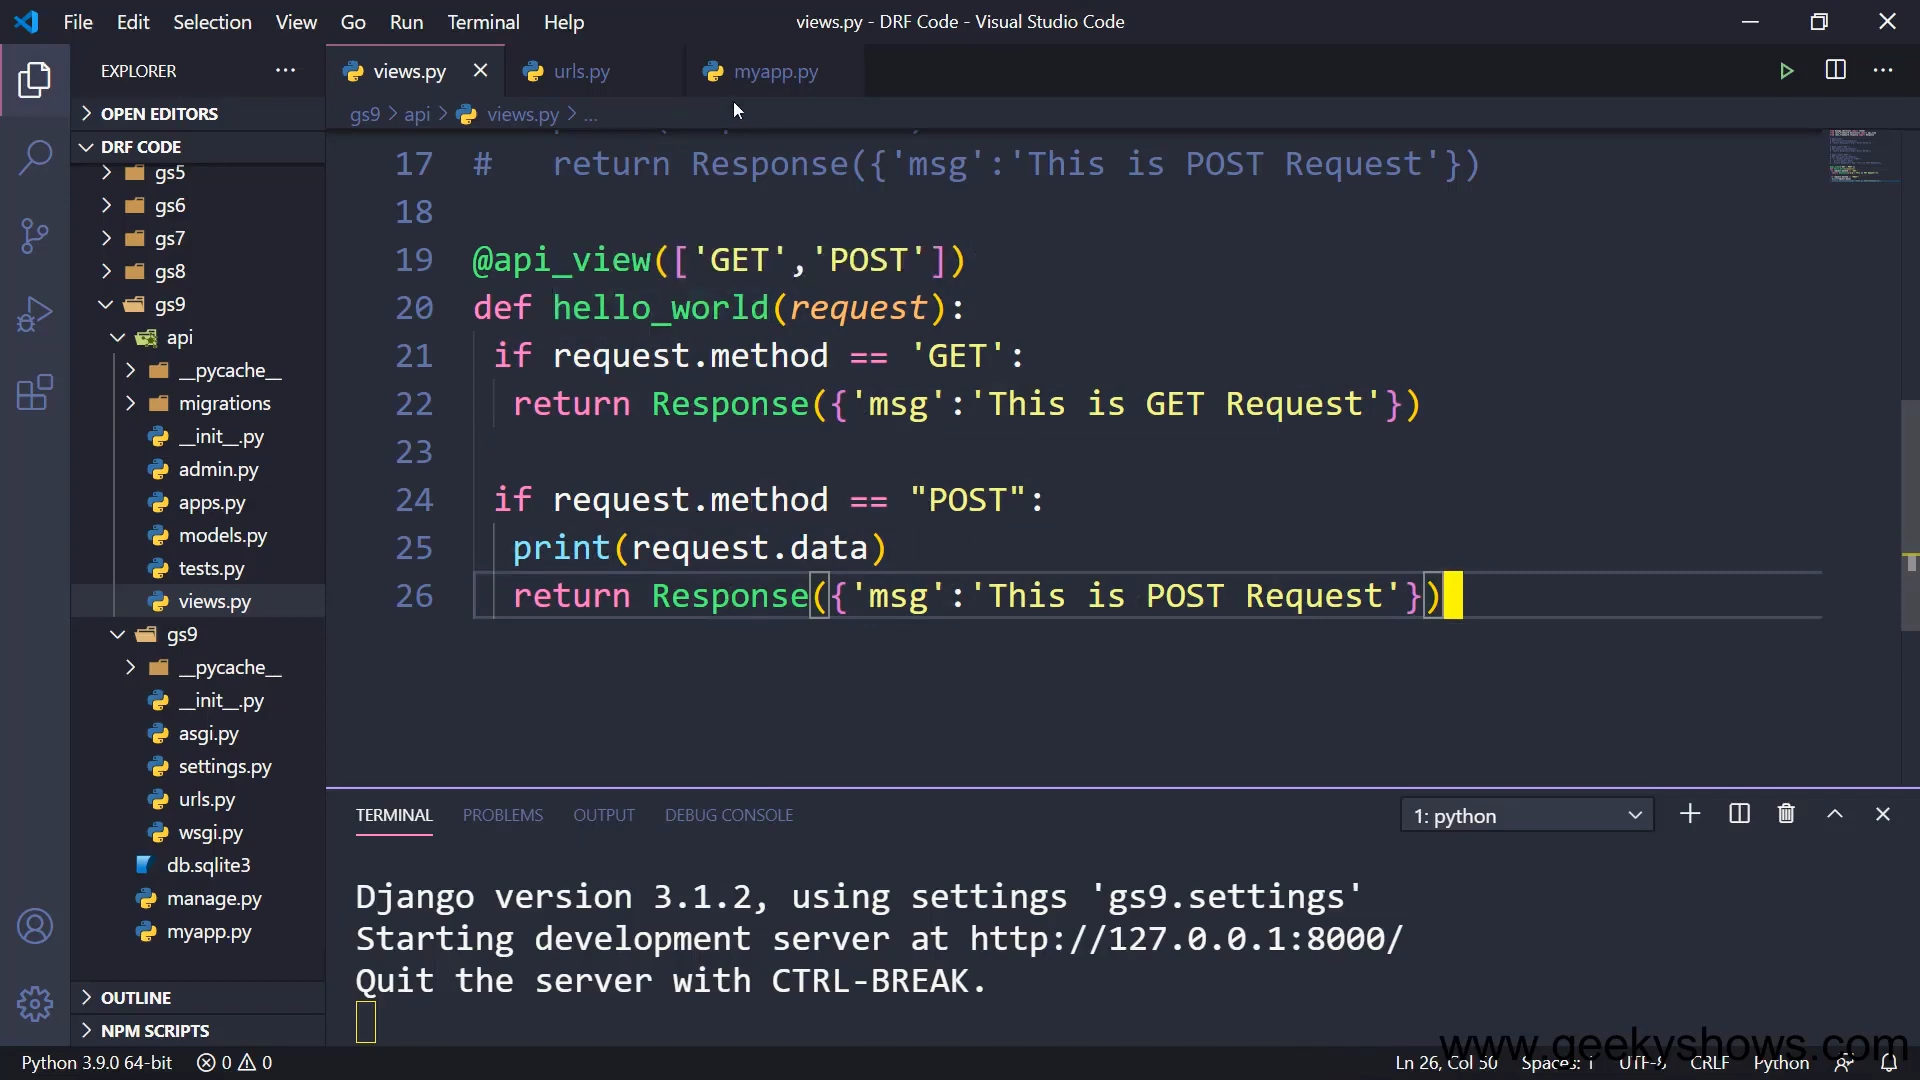 File Edit Selection View Go Run Terminal Help
views.py - DRF Code - Visual Studio Code
EXPLORER
OPEN EDITORS
DRF CODE
gs5
gs6
gs7
gs8
gs9
api
__pycache__
migrations
__init__.py
admin.py
apps.py
models.py
tests.py
views.py
gs9
__pycache__
__init__.py
asgi.py
settings.py
urls.py
wsgi.py
db.sqlite3
manage.py
myapp.py
OUTLINE
NPM SCRIPTS
views.py urls.py myapp.py
gs9 > api > views.py > ...
17 #   return Response({'msg':'This is POST Request'})
18
19 @api_view(['GET','POST'])
20 def hello_world(request):
21  if request.method == 'GET':
22   return Response({'msg':'This is GET Request'})
23
24  if request.method == "POST":
25   print(request.data)
26   return Response({'msg':'This is POST Request'})
TERMINAL PROBLEMS OUTPUT DEBUG CONSOLE
1: python
Django version 3.1.2, using settings 'gs9.settings'
Starting development server at http://127.0.0.1:8000/
Quit the server with CTRL-BREAK.
www.geekyshows.com
Python 3.9.0 64-bit 0 0
Ln 26, Col 50 Spaces: 1 UTF-8 CRLF Python